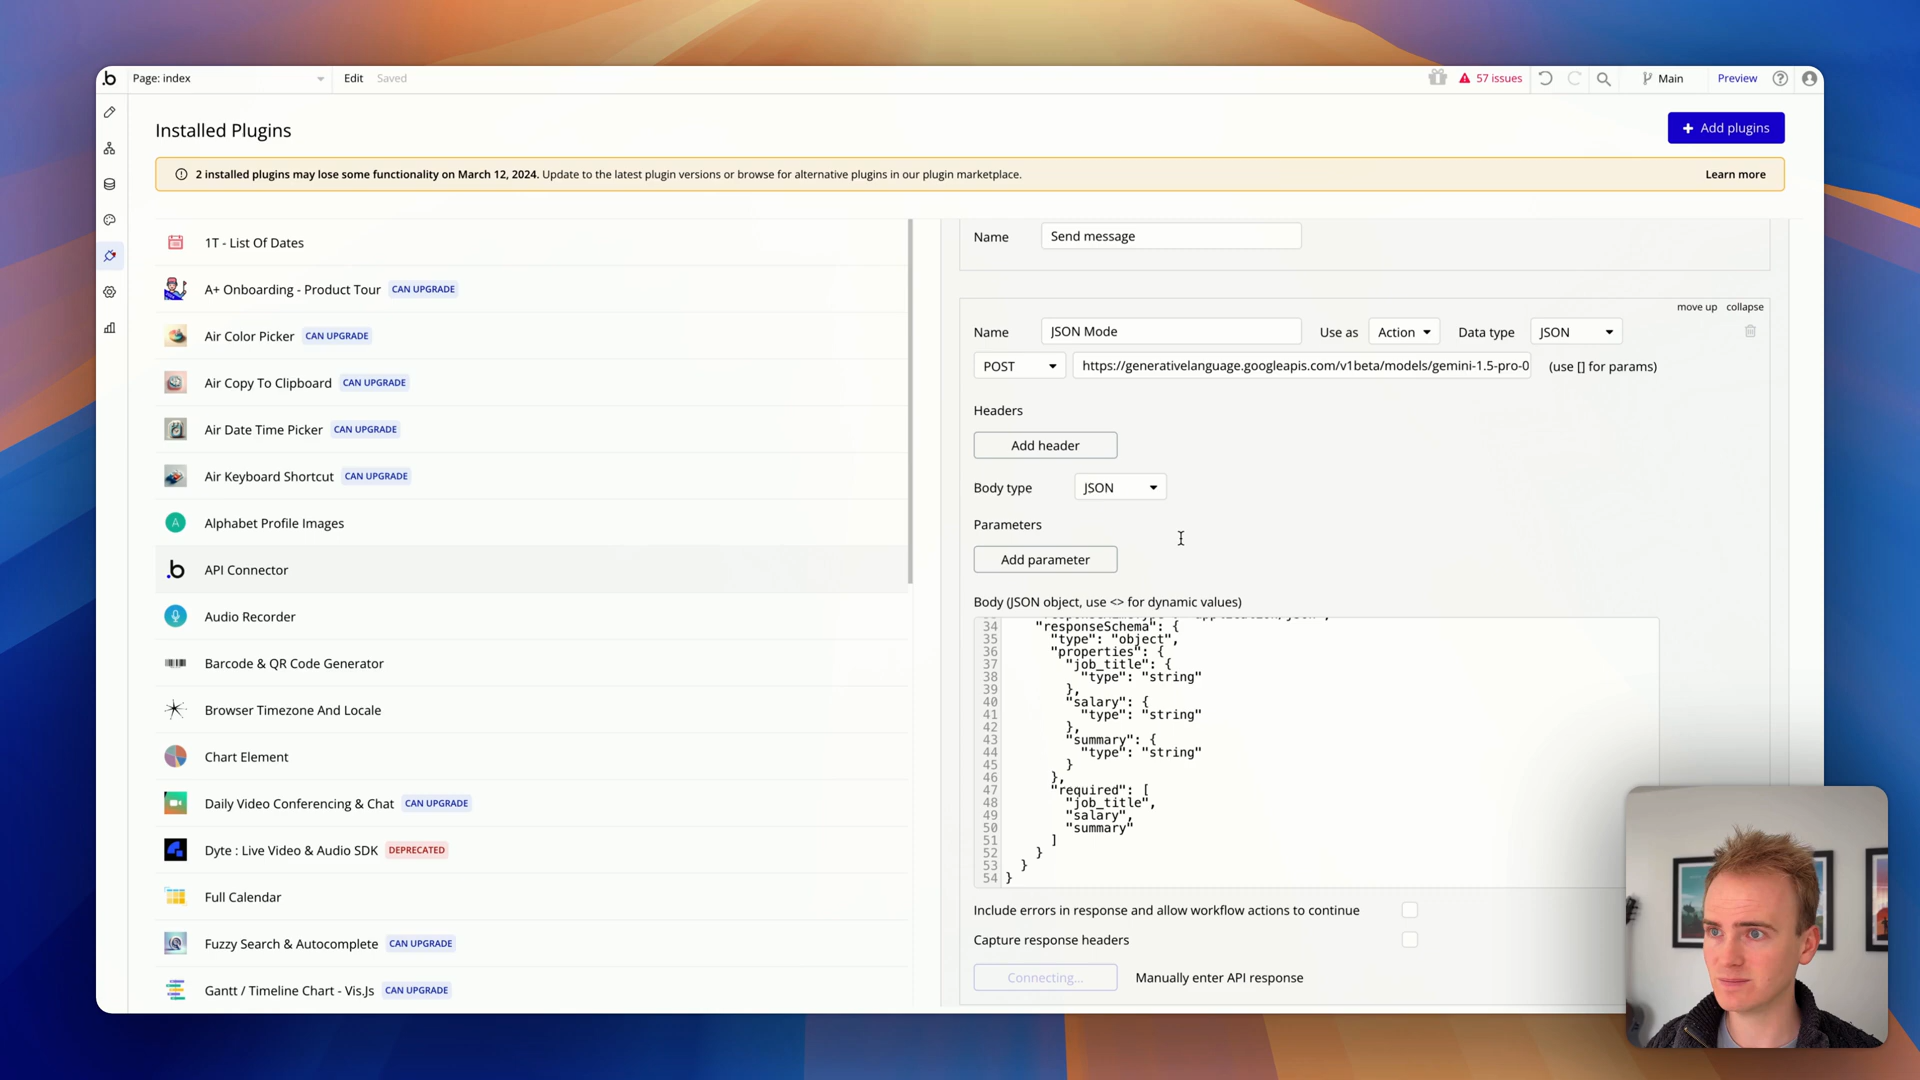 Page: index
Edit
Saved
57 issues
Main
Preview
Installed Plugins
+ Add plugins
2 installed plugins may lose some functionality on March 12, 2024. Update to the latest plugin versions or browse for alternative plugins in our plugin marketplace.
Learn more
1T - List Of Dates
A+ Onboarding - Product Tour CAN UPGRADE
Air Color Picker CAN UPGRADE
Air Copy To Clipboard CAN UPGRADE
Air Date Time Picker CAN UPGRADE
Air Keyboard Shortcut CAN UPGRADE
A Alphabet Profile Images
.b API Connector
Audio Recorder
Barcode & QR Code Generator
Browser Timezone And Locale
Chart Element
Daily Video Conferencing & Chat CAN UPGRADE
Dyte : Live Video & Audio SDK DEPRECATED
Full Calendar
Fuzzy Search & Autocomplete CAN UPGRADE
Gantt / Timeline Chart - Vis.Js CAN UPGRADE
Name Send message
move up collapse
Name JSON Mode Use as Action Data type JSON
POST https://generativelanguage.googleapis.com/v1beta/models/gemini-1.5-pro-0 (use [] for params)
Headers
Add header
Body type JSON
Parameters
Add parameter
Body (JSON object, use <> for dynamic values)
34 "responseSchema": {
35 "type": "object",
36 "properties": {
37 "job_title": {
38 "type": "string"
39 },
40 "salary": {
41 "type": "string"
42 },
43 "summary": {
44 "type": "string"
45 }
46 },
47 "required": [
48 "job_title",
49 "salary",
50 "summary"
51 ]
52 }
53 }
54 }
Include errors in response and allow workflow actions to continue
Capture response headers
Connecting... Manually enter API response